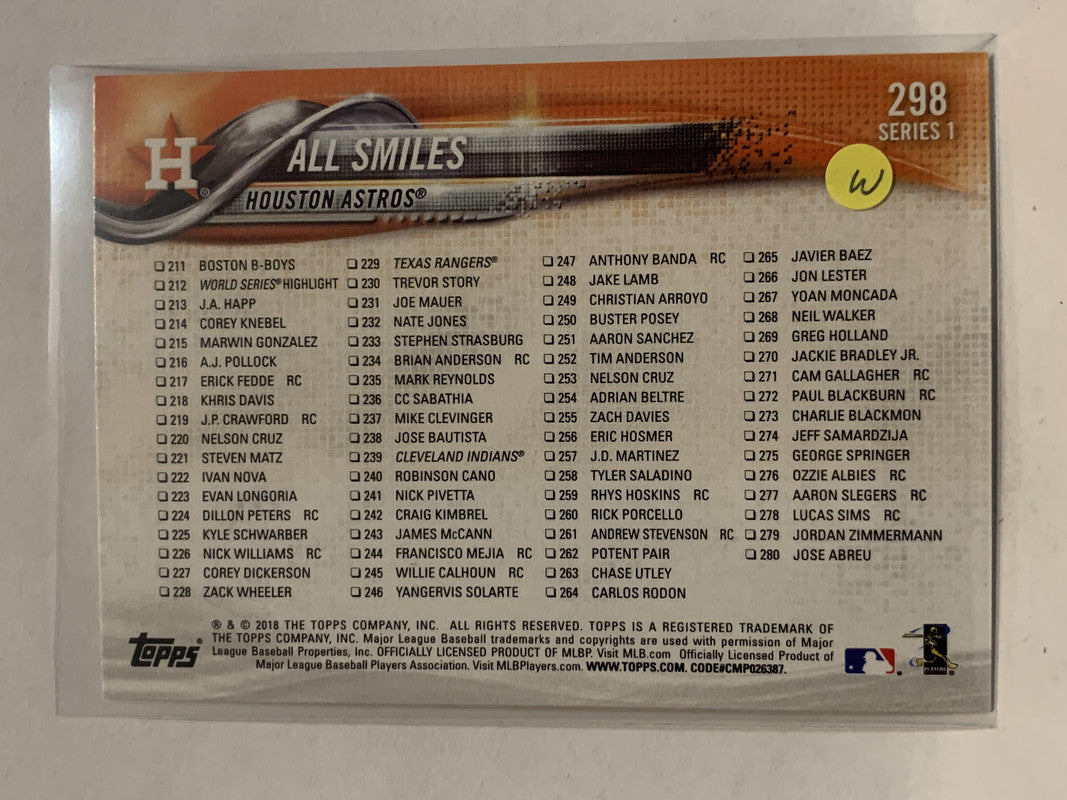 298
SERIES 1
H
ALL SMILES
HOUSTON ASTROS®
W
211 BOSTON B-BOYS
212 WORLD SERIES® HIGHLIGHT
213 J.A. HAPP
214 COREY KNEBEL
215 MARWIN GONZALEZ
216 A.J. POLLOCK
217 ERICK FEDDE RC
218 KHRIS DAVIS
219 J.P. CRAWFORD RC
220 NELSON CRUZ
221 STEVEN MATZ
222 IVAN NOVA
223 EVAN LONGORIA
224 DILLON PETERS RC
225 KYLE SCHWARBER
226 NICK WILLIAMS RC
227 COREY DICKERSON
228 ZACK WHEELER
229 TEXAS RANGERS®
230 TREVOR STORY
231 JOE MAUER
232 NATE JONES
233 STEPHEN STRASBURG
234 BRIAN ANDERSON RC
235 MARK REYNOLDS
236 CC SABATHIA
237 MIKE CLEVINGER
238 JOSE BAUTISTA
239 CLEVELAND INDIANS®
240 ROBINSON CANO
241 NICK PIVETTA
242 CRAIG KIMBREL
243 JAMES McCANN
244 FRANCISCO MEJIA RC
245 WILLIE CALHOUN RC
246 YANGERVIS SOLARTE
247 ANTHONY BANDA RC
248 JAKE LAMB
249 CHRISTIAN ARROYO
250 BUSTER POSEY
251 AARON SANCHEZ
252 TIM ANDERSON
253 NELSON CRUZ
254 ADRIAN BELTRE
255 ZACH DAVIES
256 ERIC HOSMER
257 J.D. MARTINEZ
258 TYLER SALADINO
259 RHYS HOSKINS RC
260 RICK PORCELLO
261 ANDREW STEVENSON RC
262 POTENT PAIR
263 CHASE UTLEY
264 CARLOS RODON
265 JAVIER BAEZ
266 JON LESTER
267 YOAN MONCADA
268 NEIL WALKER
269 GREG HOLLAND
270 JACKIE BRADLEY JR.
271 CAM GALLAGHER RC
272 PAUL BLACKBURN RC
273 CHARLIE BLACKMON
274 JEFF SAMARDZIJA
275 GEORGE SPRINGER
276 OZZIE ALBIES RC
277 AARON SLEGERS RC
278 LUCAS SIMS RC
279 JORDAN ZIMMERMANN
280 JOSE ABREU
topps®
® & © 2018 THE TOPPS COMPANY, INC. ALL RIGHTS RESERVED. TOPPS IS A REGISTERED TRADEMARK OF
THE TOPPS COMPANY, INC. Major League Baseball trademarks and copyrights are used with permission of Major
League Baseball Properties, Inc. OFFICIALLY LICENSED PRODUCT OF MLBP. Visit MLB.com Officially Licensed Product of
Major League Baseball Players Association. Visit MLBPlayers.com. WWW.TOPPS.COM. CODE#CMP026387.
PLAYERS